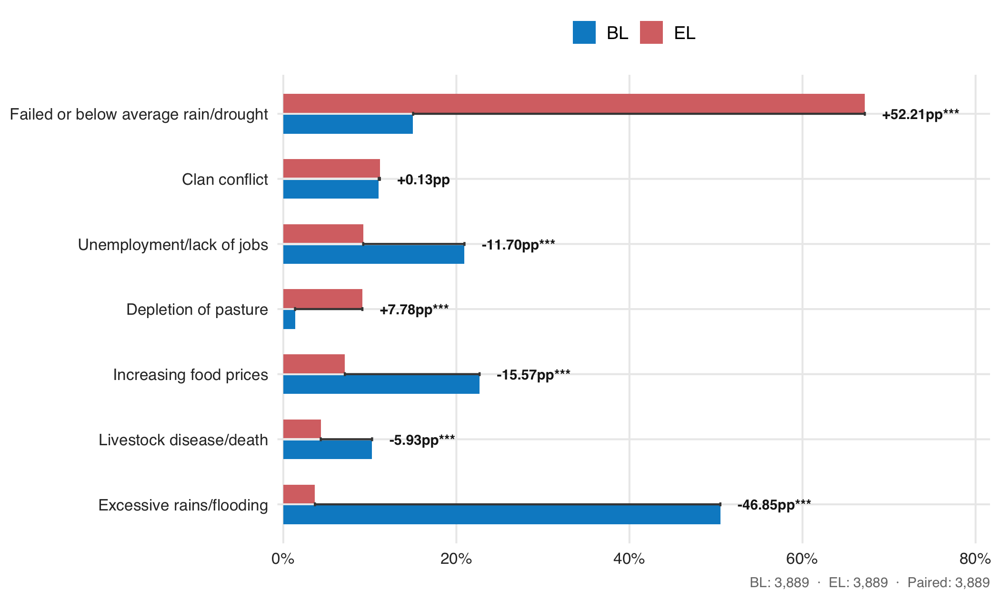 BL EL
Failed or below average rain/drought +52.21pp***
Clan conflict +0.13pp
Unemployment/lack of jobs -11.70pp***
Depletion of pasture +7.78pp***
Increasing food prices -15.57pp***
Livestock disease/death -5.93pp***
Excessive rains/flooding -46.85pp***
0% 20% 40% 60% 80%
BL: 3,889 · EL: 3,889 · Paired: 3,889